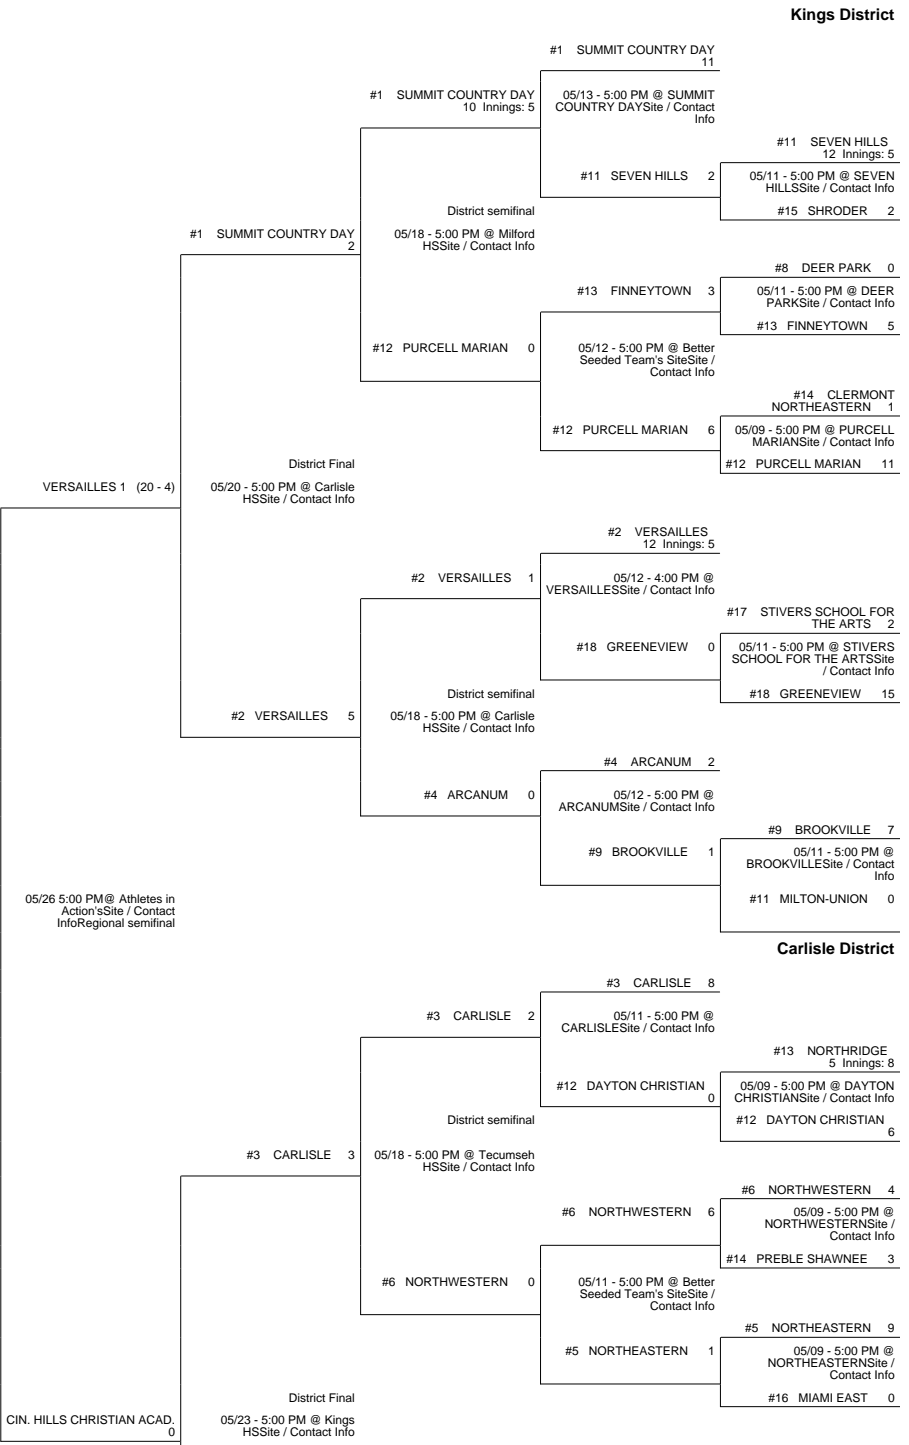 Kings District
#1 SUMMIT COUNTRY DAY
11
#1 SUMMIT COUNTRY DAY
10 Innings: 5
05/13 - 5:00 PM @ SUMMIT
COUNTRY DAYSite / Contact
Info
#11 SEVEN HILLS
12 Innings: 5
#11 SEVEN HILLS 2
05/11 - 5:00 PM @ SEVEN
HILLSSite / Contact Info
#15 SHRODER 2
District semifinal
#1 SUMMIT COUNTRY DAY
2
05/18 - 5:00 PM @ Milford
HSSite / Contact Info
#8 DEER PARK 0
#13 FINNEYTOWN 3
05/11 - 5:00 PM @ DEER
PARKSite / Contact Info
#13 FINNEYTOWN 5
#12 PURCELL MARIAN 0
05/12 - 5:00 PM @ Better
Seeded Team's SiteSite /
Contact Info
#14 CLERMONT
NORTHEASTERN 1
#12 PURCELL MARIAN 6
05/09 - 5:00 PM @ PURCELL
MARIANSite / Contact Info
#12 PURCELL MARIAN 11
District Final
VERSAILLES 1 (20 - 4)
05/20 - 5:00 PM @ Carlisle
HSSite / Contact Info
#2 VERSAILLES
12 Innings: 5
#2 VERSAILLES 1
05/12 - 4:00 PM @
VERSAILLESSite / Contact Info
#17 STIVERS SCHOOL FOR
THE ARTS 2
#18 GREENEVIEW 0
05/11 - 5:00 PM @ STIVERS
SCHOOL FOR THE ARTSSite
/ Contact Info
#18 GREENEVIEW 15
District semifinal
#2 VERSAILLES 5
05/18 - 5:00 PM @ Carlisle
HSSite / Contact Info
#4 ARCANUM 2
#4 ARCANUM 0
05/12 - 5:00 PM @
ARCANUMSite / Contact Info
#9 BROOKVILLE 7
#9 BROOKVILLE 1
05/11 - 5:00 PM @
BROOKVILLESite / Contact
Info
#11 MILTON-UNION 0
05/26 5:00 PM@ Athletes in
Action'sSite / Contact
InfoRegional semifinal
Carlisle District
#3 CARLISLE 8
#3 CARLISLE 2
05/11 - 5:00 PM @
CARLISLESite / Contact Info
#13 NORTHRIDGE
5 Innings: 8
#12 DAYTON CHRISTIAN
0
05/09 - 5:00 PM @ DAYTON
CHRISTIANSite / Contact Info
#12 DAYTON CHRISTIAN
6
District semifinal
#3 CARLISLE 3
05/18 - 5:00 PM @ Tecumseh
HSSite / Contact Info
#6 NORTHWESTERN 4
#6 NORTHWESTERN 6
05/09 - 5:00 PM @
NORTHWESTERNSite /
Contact Info
#14 PREBLE SHAWNEE 3
#6 NORTHWESTERN 0
05/11 - 5:00 PM @ Better
Seeded Team's SiteSite /
Contact Info
#5 NORTHEASTERN 9
#5 NORTHEASTERN 1
05/09 - 5:00 PM @
NORTHEASTERNSite /
Contact Info
#16 MIAMI EAST 0
District Final
CIN. HILLS CHRISTIAN ACAD.
0
05/23 - 5:00 PM @ Kings
HSSite / Contact Info